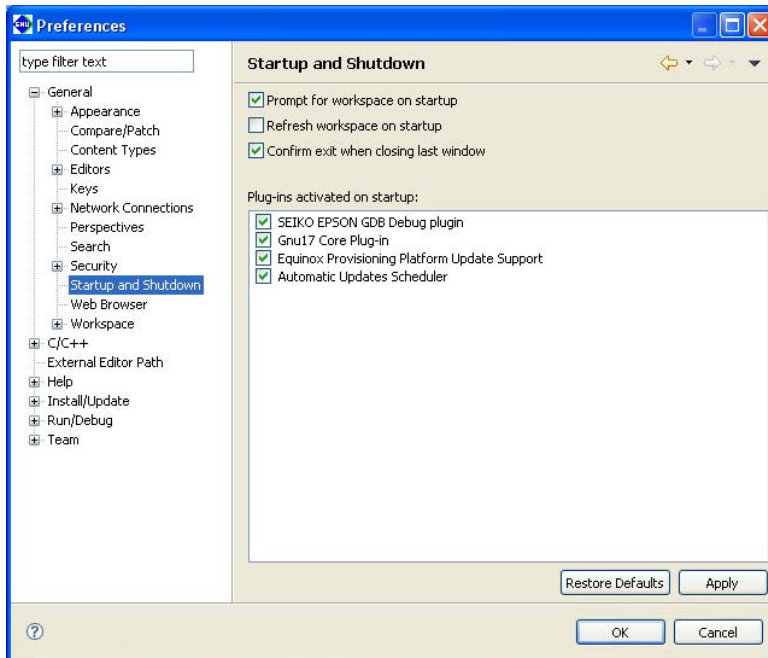 GNU Preferences
type filter text
General
Appearance
Compare/Patch
Content Types
Editors
Keys
Network Connections
Perspectives
Search
Security
Startup and Shutdown
Web Browser
Workspace
C/C++
External Editor Path
Help
Install/Update
Run/Debug
Team
Startup and Shutdown
Prompt for workspace on startup
Refresh workspace on startup
Confirm exit when closing last window
Plug-ins activated on startup:
SEIKO EPSON GDB Debug plugin
Gnu17 Core Plug-in
Equinox Provisioning Platform Update Support
Automatic Updates Scheduler
Restore Defaults
Apply
?
OK
Cancel